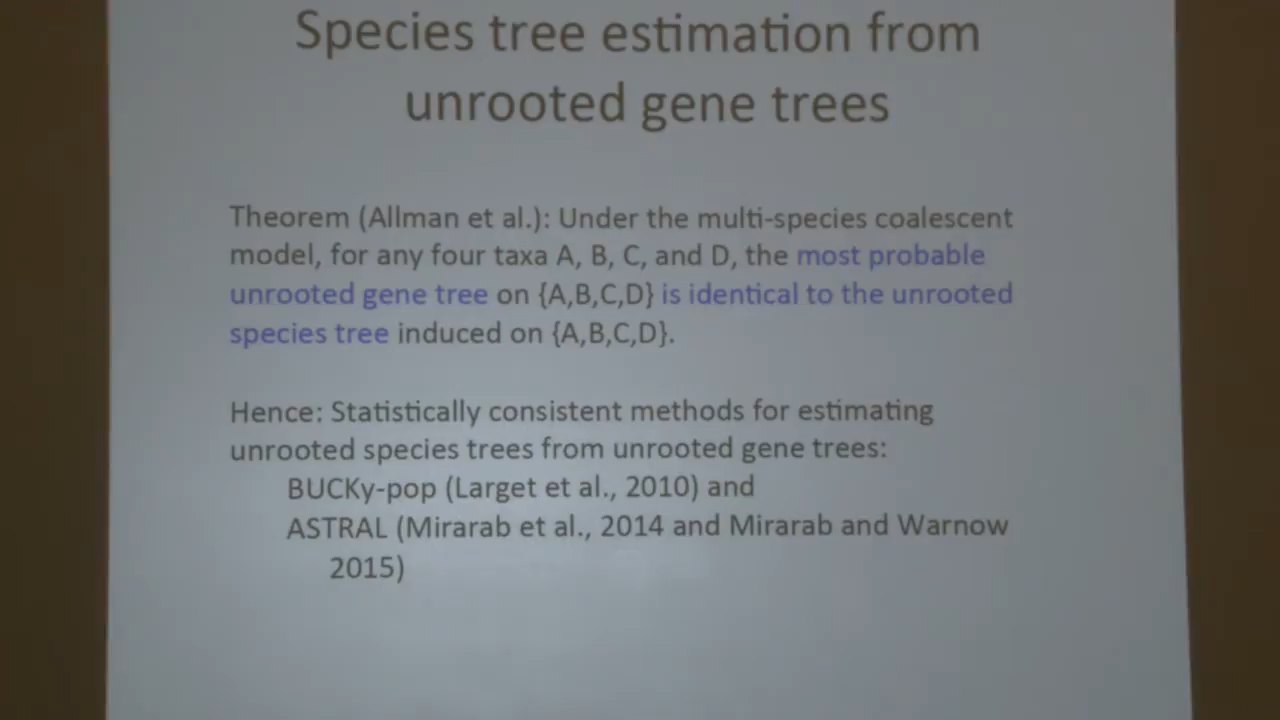 Species tree estimation from
unrooted gene trees
Theorem (Allman et al.): Under the multi-species coalescent
model, for any four taxa A, B, C, and D, the most probable
unrooted gene tree on {A,B,C,D} is identical to the unrooted
species tree induced on {A,B,C,D}.
Hence: Statistically consistent methods for estimating
unrooted species trees from unrooted gene trees:
BUCKy-pop (Larget et al., 2010) and
ASTRAL (Mirarab et al., 2014 and Mirarab and Warnow
2015)